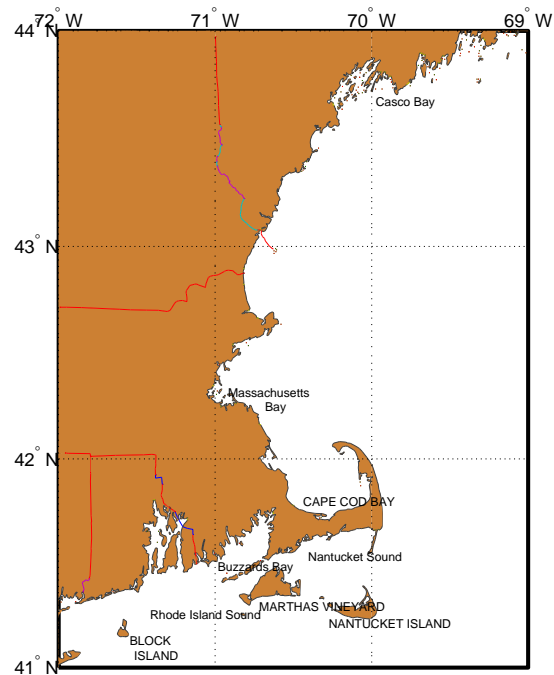 72° W
71° W
70° W
69° W
44° N
Casco Bay
43° N
Massachusetts
Bay
42° N
CAPE COD BAY
Nantucket Sound
Buzzards Bay
MARTHAS VINEYARD
Rhode Island Sound
NANTUCKET ISLAND
BLOCK
ISLAND
41° N